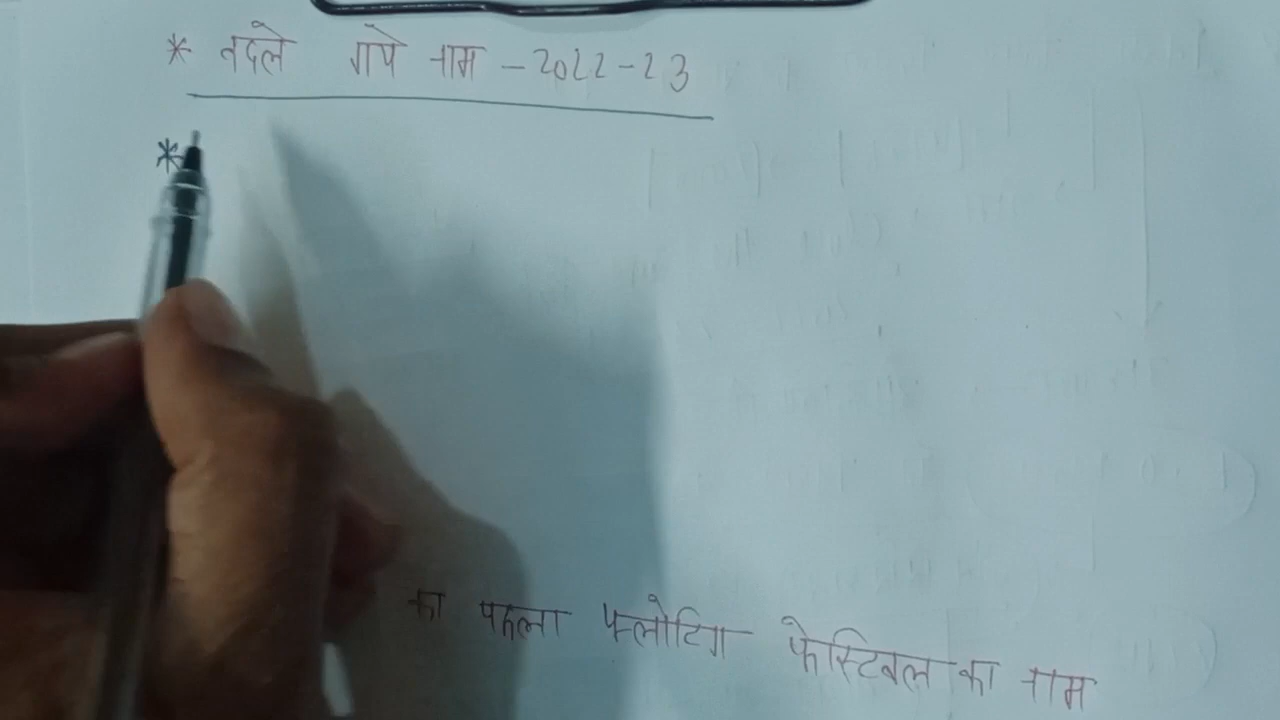 * बदले गये नाम - 2022-23
*
का पहला फ्लोटिंग फेस्टिवल का नाम